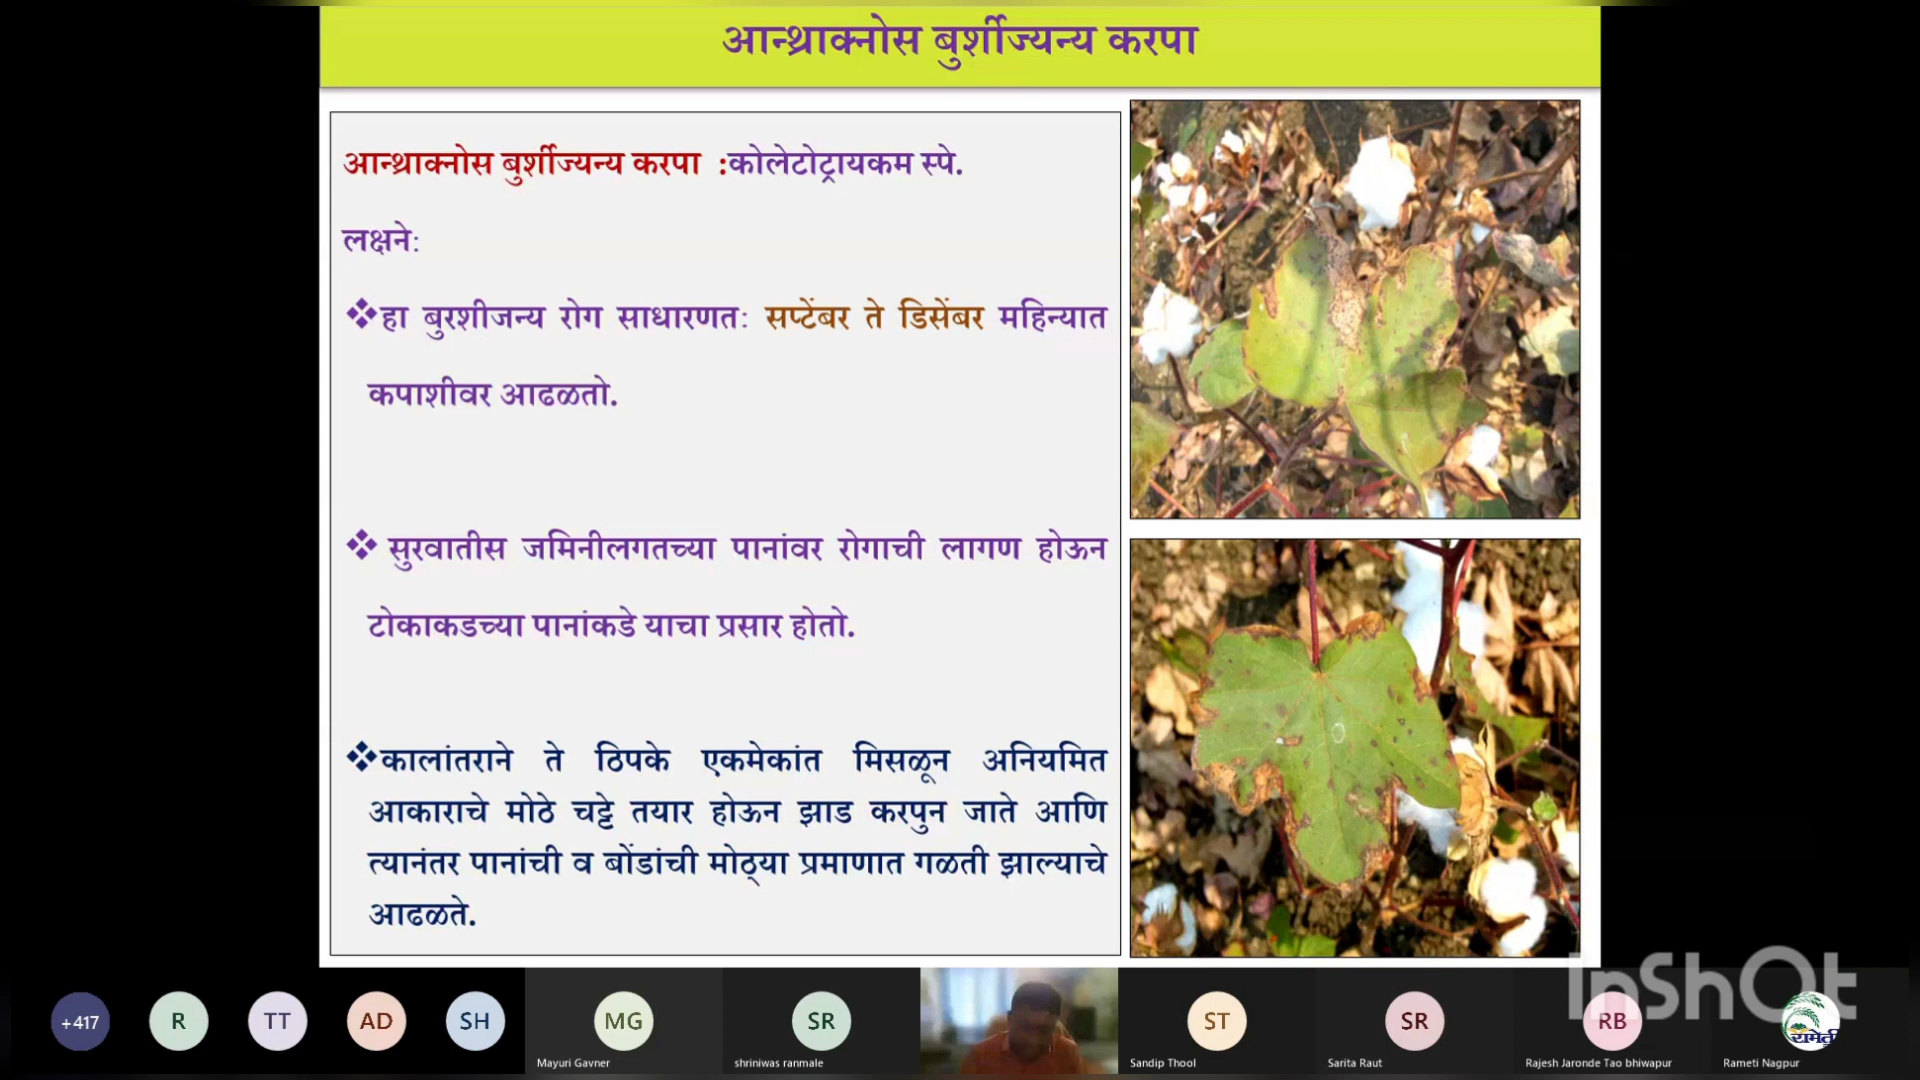 आन्थ्राक्नोस बुर्शीज्यन्य करपा
आन्थ्राक्नोस बुर्शीज्यन्य करपा :कोलेटोट्रायकम स्पे.
लक्षने:
❖हा बुरशीजन्य रोग साधारणत: सप्टेंबर ते डिसेंबर महिन्यात
कपाशीवर आढळतो.
❖ सुरवातीस जमिनीलगतच्या पानांवर रोगाची लागण होऊन
टोकाकडच्या पानांकडे याचा प्रसार होतो.
❖कालांतराने ते ठिपके एकमेकांत मिसळून अनियमित
आकाराचे मोठे चट्टे तयार होऊन झाड करपुन जाते आणि
त्यानंतर पानांची व बोंडांची मोठ्या प्रमाणात गळती झाल्याचे
आढळते.
InShOt
+417 R TT AD SH MG SR ST SR RB रामेती
Mayuri Gavner shriniwas ranmale Sandip Thool Sarita Raut Rajesh Jaronde Tao bhiwapur Rameti Nagpur